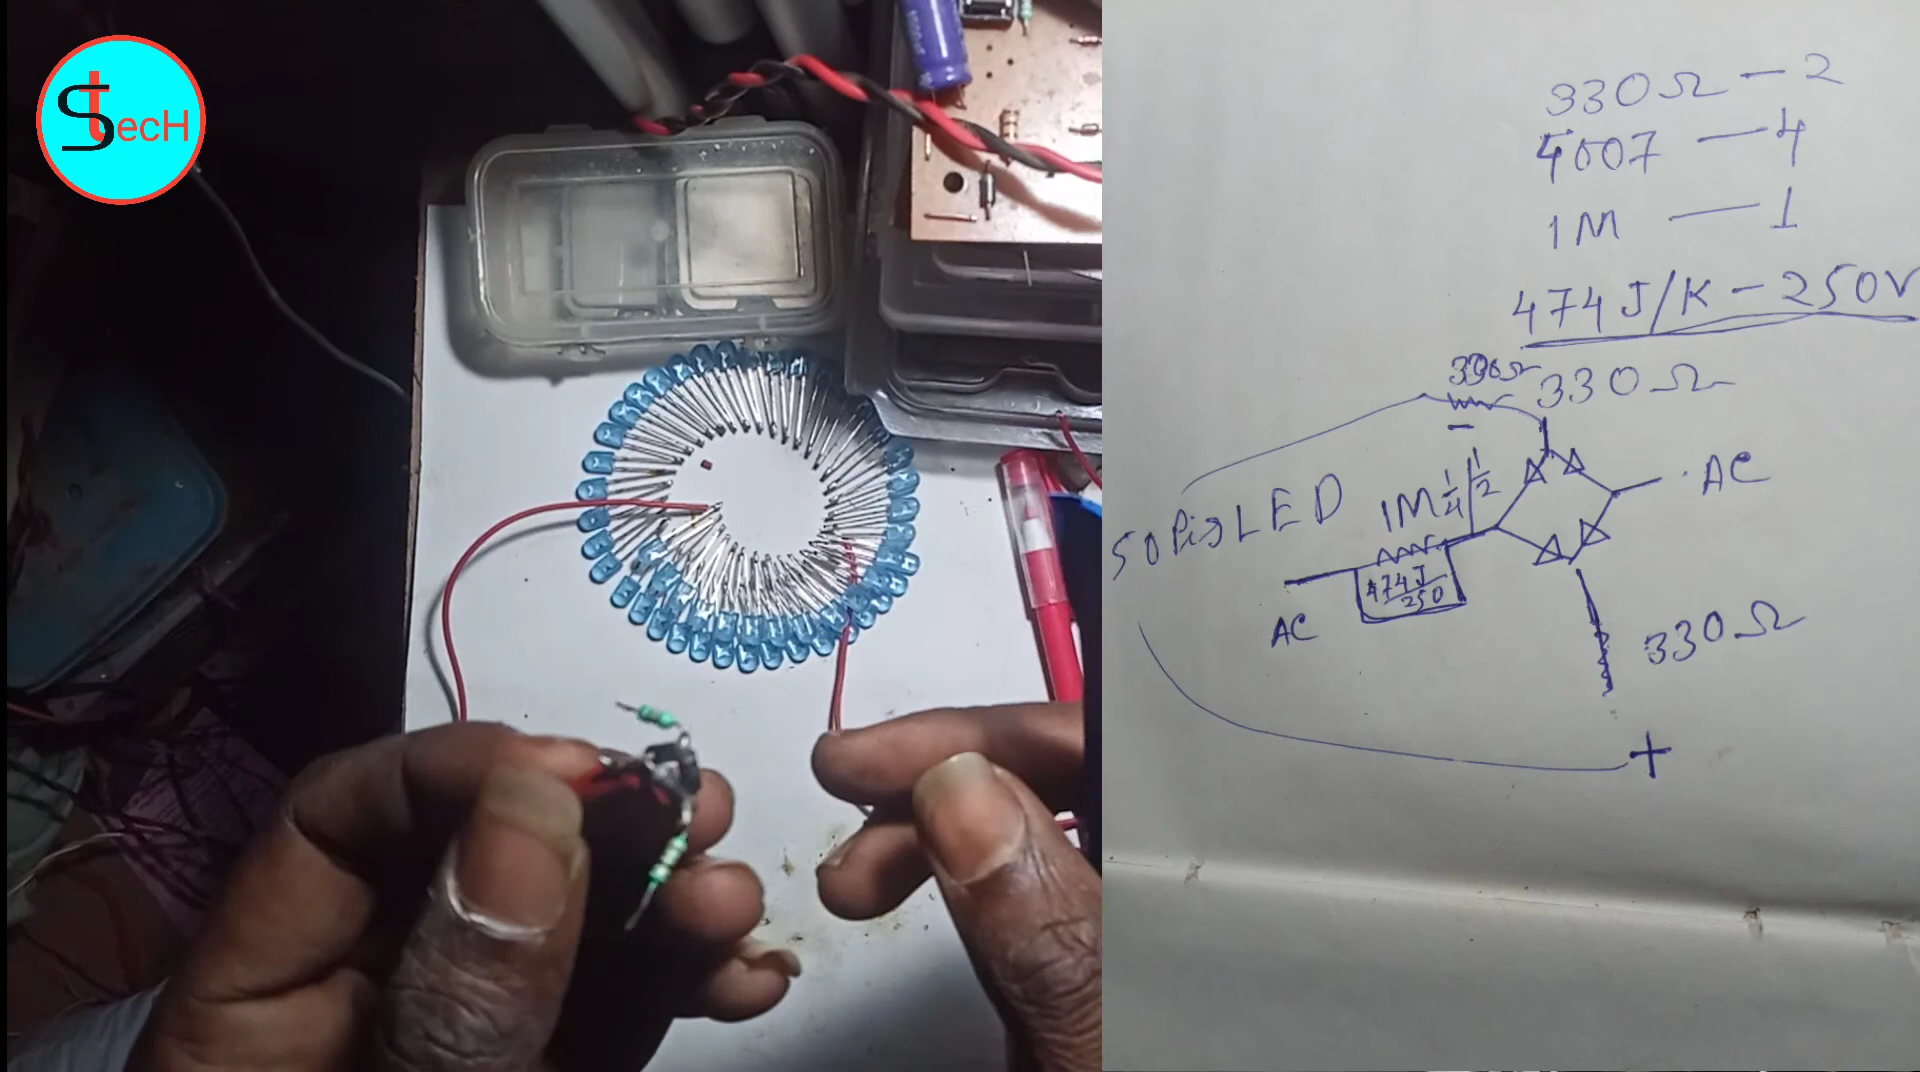 STecH
330Ω - 2
4007 - 4
1M - 1
474J/K - 250V
330Ω
-
AC
50 LED
1M 1/4 1/2
474J
250
AC
330Ω
+